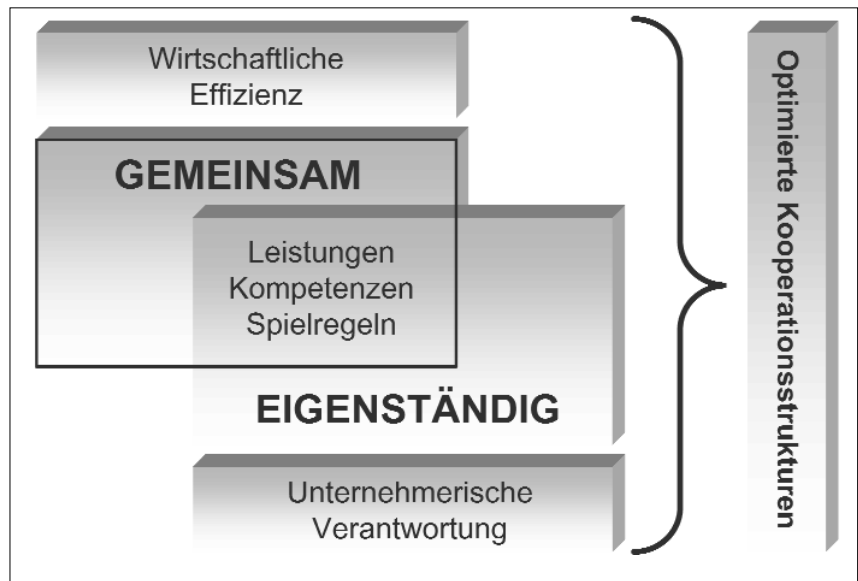 Wirtschaftliche
Effizienz
GEMEINSAM
Leistungen
Kompetenzen
Spielregeln
EIGENSTÄNDIG
Unternehmerische
Verantwortung
Optimierte Kooperationsstrukturen